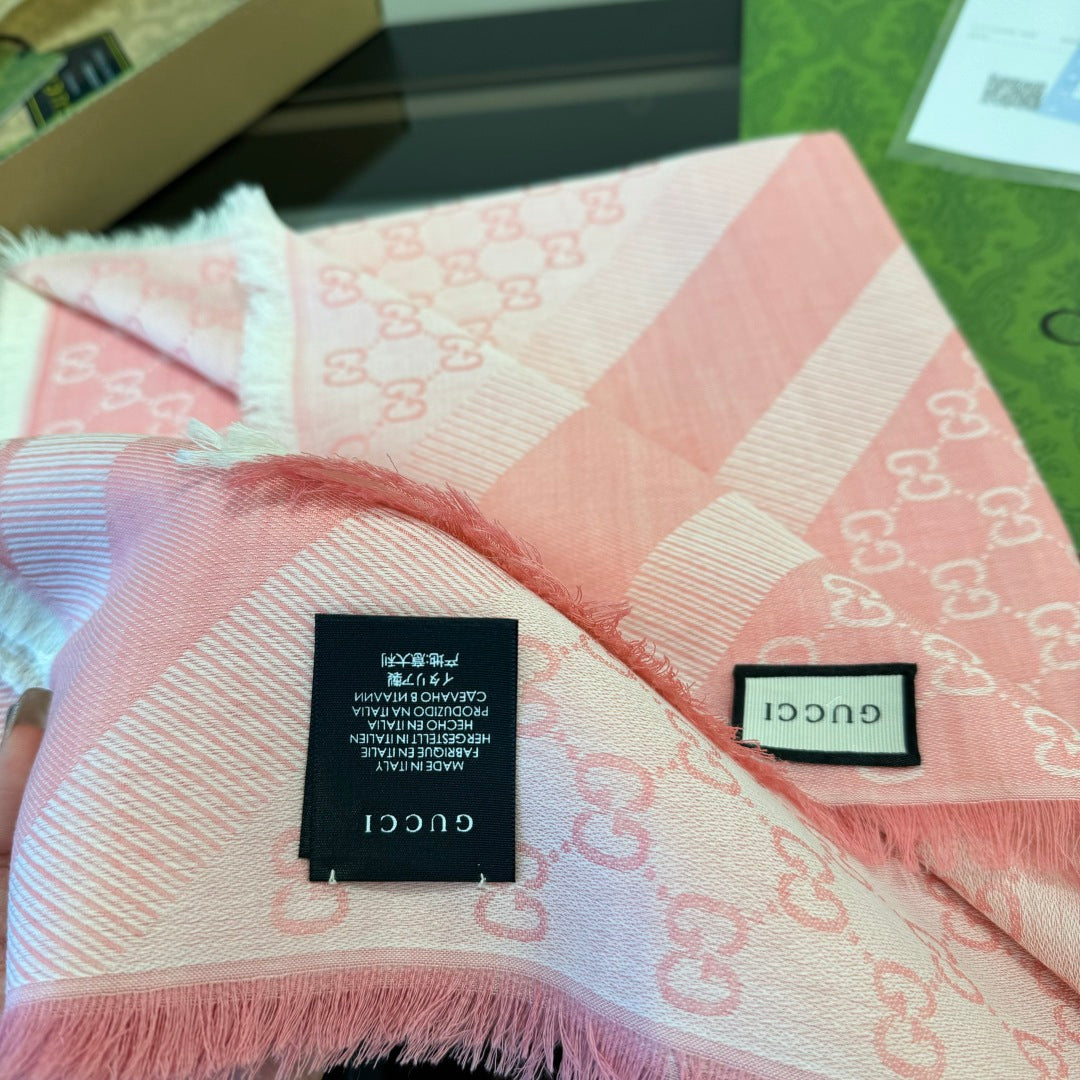 GUCCI
MADE IN ITALY
FABRIQUE EN ITALIE
HERGESTELLT IN ITALIEN
HECHO EN ITALIA
PRODUZIDO NA ITALIA
СДЕЛАНО В ИТАЛИИ
イタリア製
产地:意大利
GUCCI